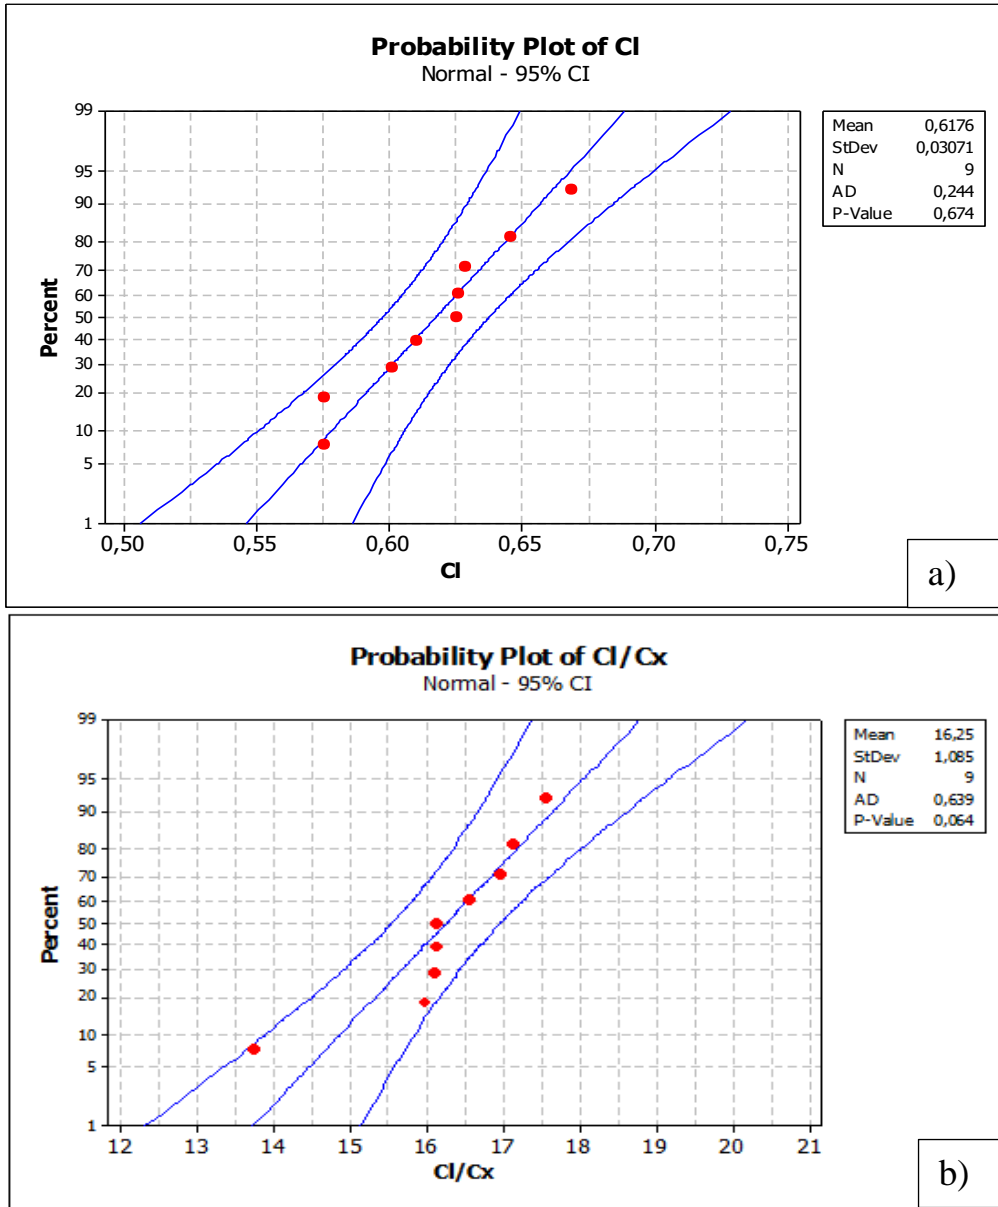 Probability Plot of Cl
Normal - 95% CI
Percent
99
95
90
80
70
60
50
40
30
20
10
5
1
0,50 0,55 0,60 0,65 0,70 0,75
Cl
Mean 0,6176
StDev 0,03071
N 9
AD 0,244
P-Value 0,674
a)
Probability Plot of Cl/Cx
Normal - 95% CI
Percent
99
95
90
80
70
60
50
40
30
20
10
5
1
12 13 14 15 16 17 18 19 20 21
Cl/Cx
Mean 16,25
StDev 1,085
N 9
AD 0,639
P-Value 0,064
b)